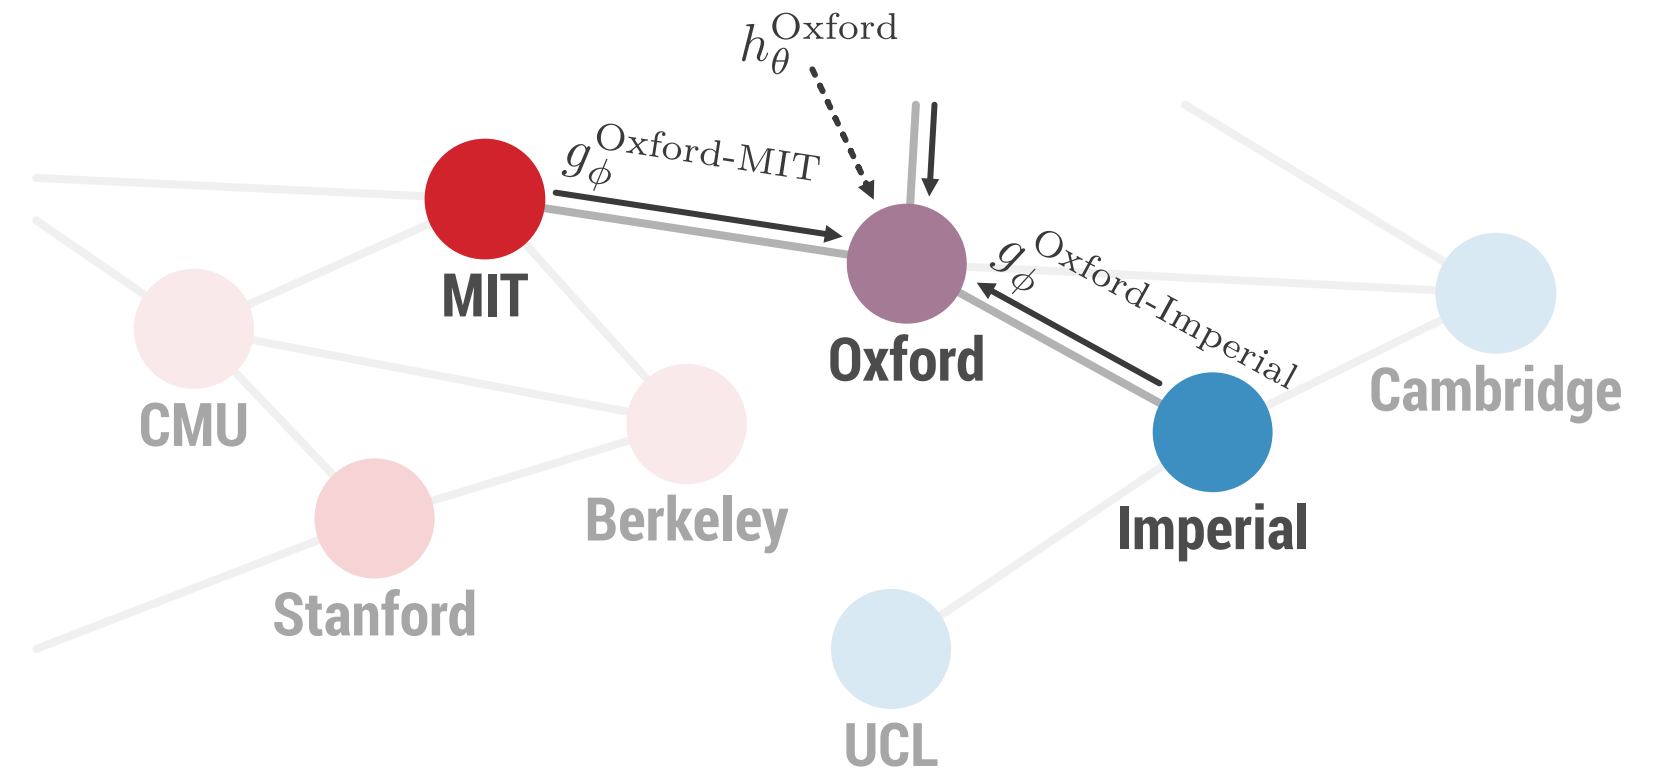 h_θ^Oxford
g_ϕ^Oxford-MIT
MIT
g_ϕ^Oxford-Imperial
Oxford
CMU
Cambridge
Berkeley
Imperial
Stanford
UCL